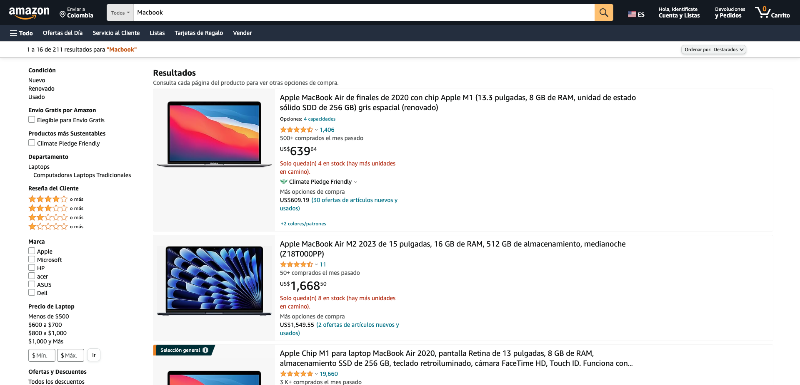 amazon
Enviar a
Colombia
Todos
Macbook
ES
Hola, Identifícate
Cuenta y Listas
Devoluciones
y Pedidos
0
Carrito
Todo
Ofertas del Día
Servicio al Cliente
Listas
Tarjetas de Regalo
Vender
1 a 16 de 211 resultados para "Macbook"
Ordenar por: Destacados
Condición
Nuevo
Renovado
Usado
Envío Gratis por Amazon
Elegible para Envío Gratis
Productos más Sustentables
Climate Pledge Friendly
Departamento
Laptops
Computadoras Laptops Tradicionales
Reseña del Cliente
o más
o más
o más
o más
Marca
Apple
Microsoft
HP
acer
ASUS
Dell
Precio de Laptop
Menos de $500
$600 a $700
$800 a $1,000
$1,000 y Más
$ Mín.
$ Máx.
Ir
Ofertas y Descuentos
Todos los descuentos
Resultados
Consulta cada página del producto para ver otras opciones de compra.
Apple MacBook Air de finales de 2020 con chip Apple M1 (13.3 pulgadas, 8 GB de RAM, unidad de estado
sólido SDD de 256 GB) gris espacial (renovado)
Opciones: 4 capacidades
1,406
500+ comprados el mes pasado
US$639
Solo queda(n) 4 en stock (hay más unidades
en camino).
Climate Pledge Friendly
Más opciones de compra
US$609.19 (30 ofertas de artículos nuevos y
usados)
+2 colores/patrones
Apple MacBook Air M2 2023 de 15 pulgadas, 16 GB de RAM, 512 GB de almacenamiento, medianoche
(Z18T000PP)
11
50+ comprados el mes pasado
US$1,668
Solo queda(n) 8 en stock (hay más unidades
en camino).
Más opciones de compra
US$1,549.55 (2 ofertas de artículos nuevos y
usados)
Selección general
Apple Chip M1 para laptop MacBook Air 2020, pantalla Retina de 13 pulgadas, 8 GB de RAM,
almacenamiento SSD de 256 GB, teclado retroiluminado, cámara FaceTime HD, Touch ID. Funciona con...
19,660
3 K+ comprados el mes pasado